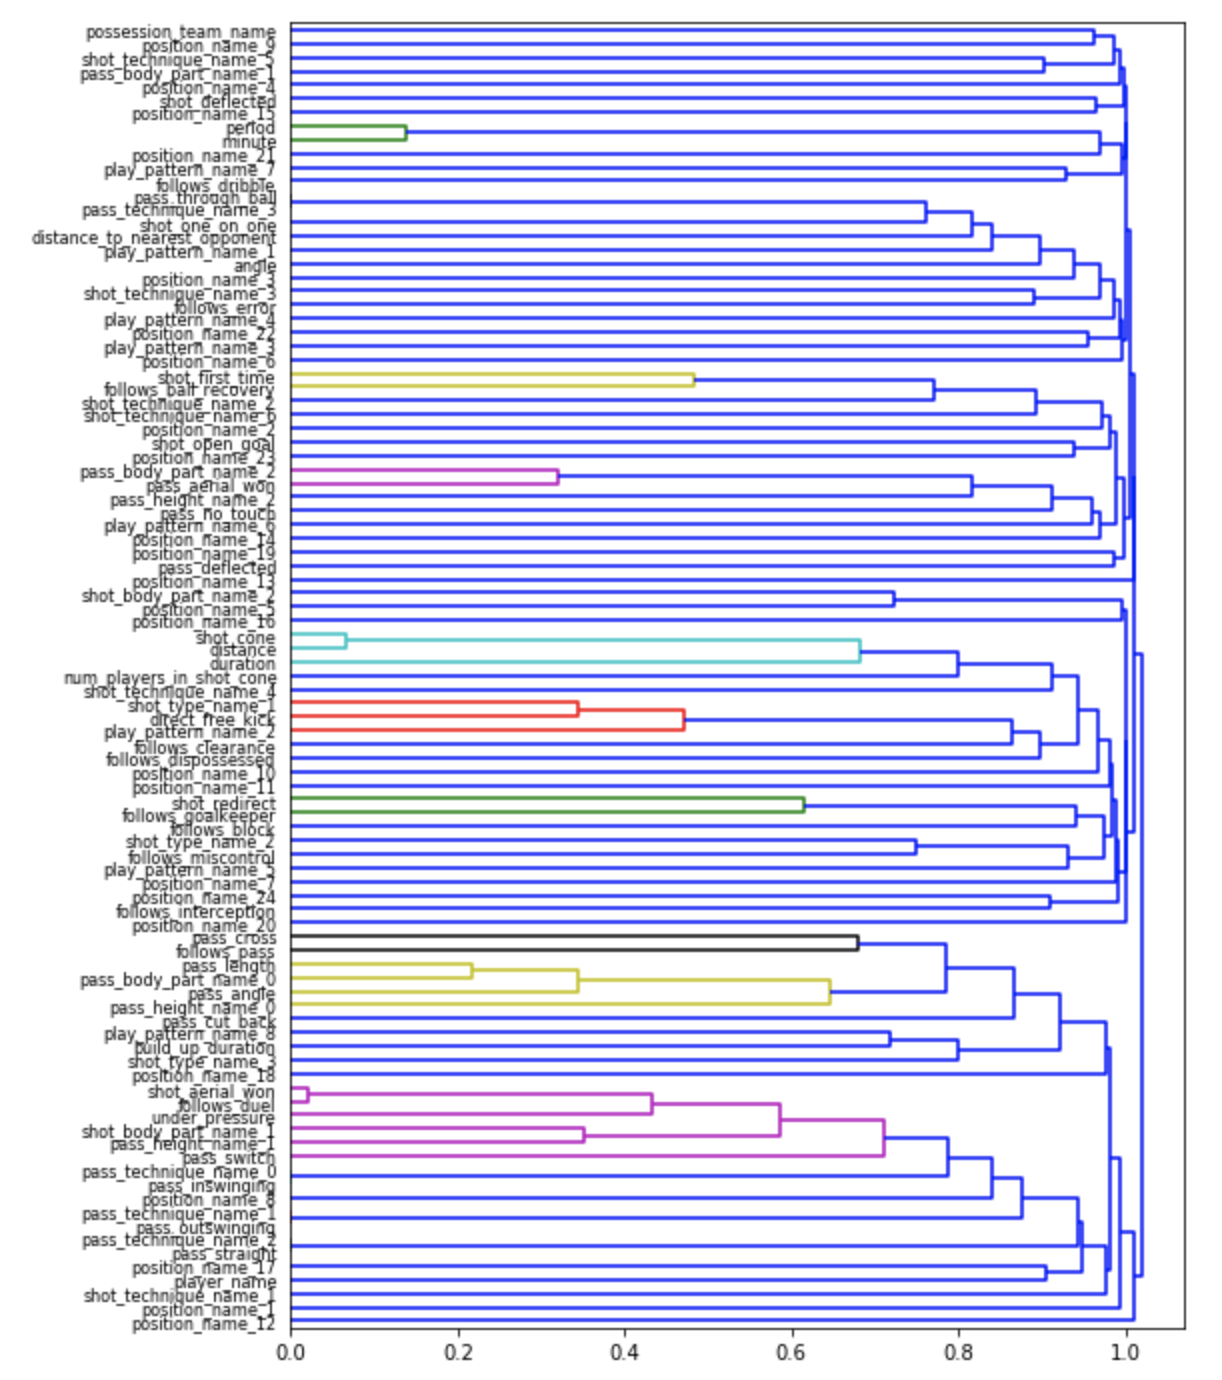 possession_team_name
position_name_9
shot_technique_name_5
pass_body_part_name_1
position_name_4
shot_deflected
position_name_15
period
minute
position_name_21
play_pattern_name_7
follows_dribble
pass_through_ball
pass_technique_name_3
shot_one_on_one
distance_to_nearest_opponent
play_pattern_name_1
angle
position_name_3
shot_technique_name_3
follows_error
play_pattern_name_4
position_name_22
play_pattern_name_3
position_name_6
shot_first_time
follows_ball_recovery
shot_technique_name_2
shot_technique_name_6
position_name_2
shot_open_goal
position_name_23
pass_body_part_name_2
pass_aerial_won
pass_height_name_2
pass_no_touch
play_pattern_name_6
position_name_14
position_name_19
pass_deflected
position_name_13
shot_body_part_name_2
position_name_5
position_name_16
shot_cone
distance
duration
num_players_in_shot_cone
shot_technique_name_4
shot_type_name_1
direct_free_kick
play_pattern_name_2
follows_clearance
follows_dispossessed
position_name_10
position_name_11
shot_redirect
follows_goalkeeper
follows_block
shot_type_name_2
follows_miscontrol
play_pattern_name_5
position_name_7
position_name_24
follows_interception
position_name_20
pass_cross
follows_pass
pass_length
pass_body_part_name_0
pass_angle
pass_height_name_0
pass_cut_back
play_pattern_name_8
build_up_duration
shot_type_name_3
position_name_18
shot_aerial_won
follows_duel
under_pressure
shot_body_part_name_1
pass_height_name_1
pass_switch
pass_technique_name_0
pass_inswinging
position_name_8
pass_technique_name_1
pass_outswinging
pass_technique_name_2
pass_straight
position_name_17
player_name
shot_technique_name_1
position_name_1
position_name_12
0.0 0.2 0.4 0.6 0.8 1.0